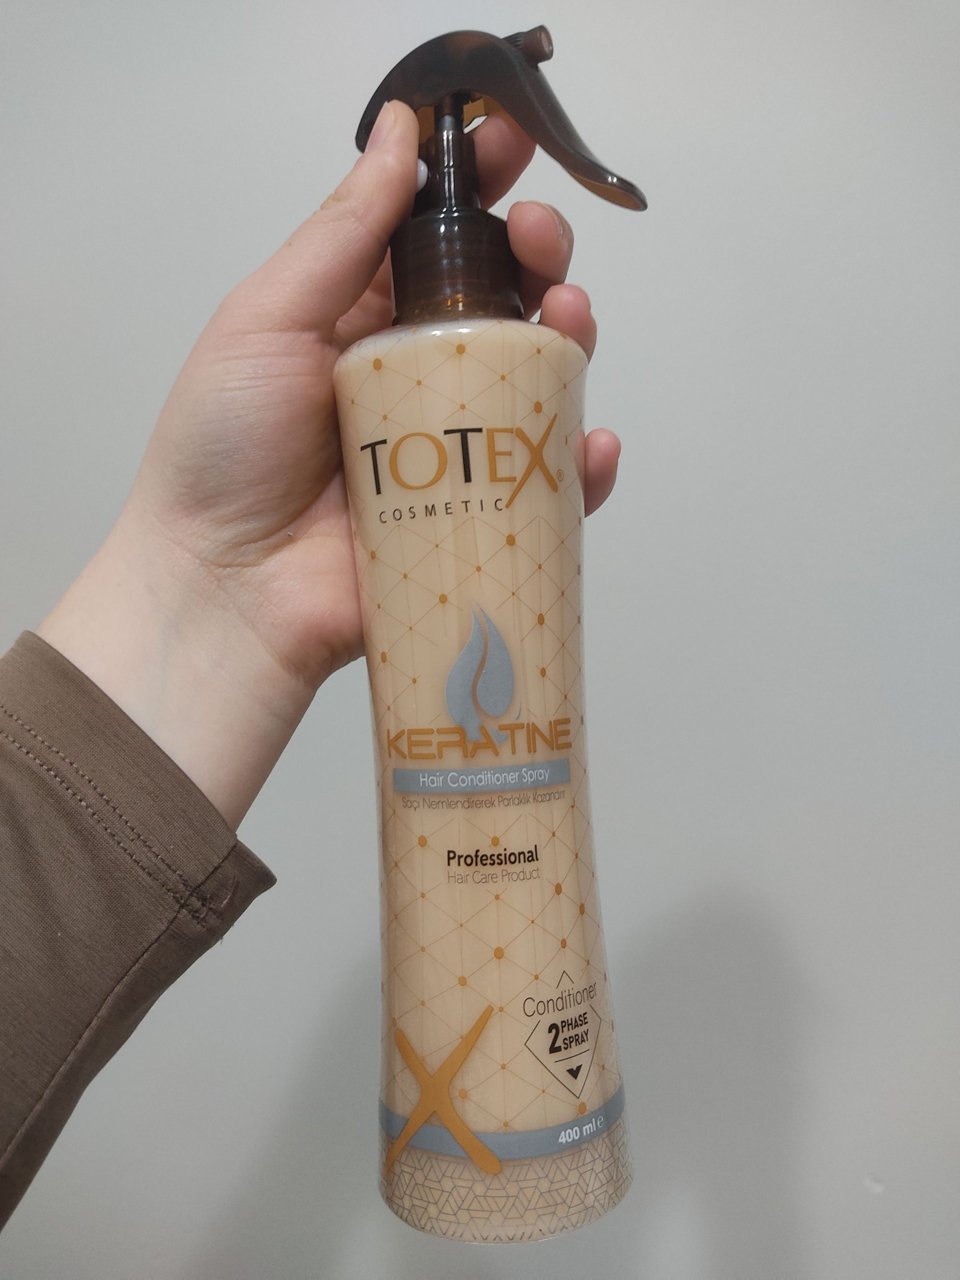 TOTEX®
COSMETIC
KERATINE
Hair Conditioner Spray
Saçı Nemlendirerek Parlaklık Kazandırır
Professional
Hair Care Product
Conditioner
2 PHASE
SPRAY
400 ml e